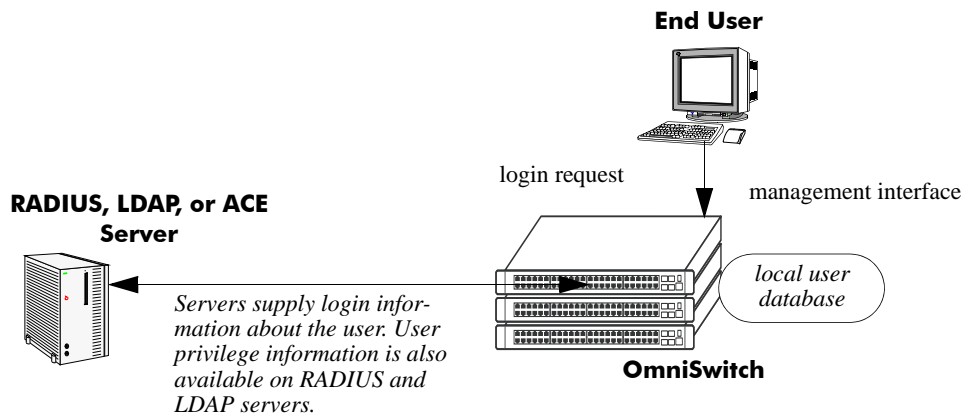 End User
login request
management interface
RADIUS, LDAP, or ACE
Server
local user
database
Servers supply login infor-
mation about the user. User
privilege information is also
available on RADIUS and
LDAP servers.
OmniSwitch